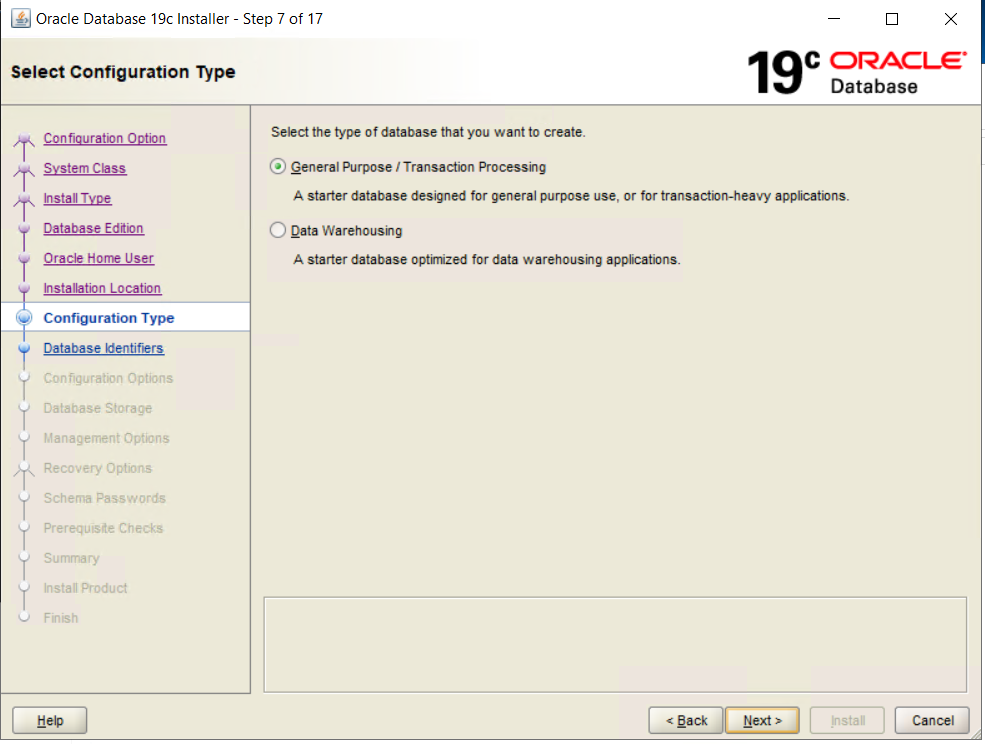 Oracle Database 19c Installer - Step 7 of 17
Select Configuration Type
19c ORACLE
Database
Configuration Option
System Class
Install Type
Database Edition
Oracle Home User
Installation Location
Configuration Type
Database Identifiers
Configuration Options
Database Storage
Management Options
Recovery Options
Schema Passwords
Prerequisite Checks
Summary
Install Product
Finish
Select the type of database that you want to create.
General Purpose / Transaction Processing
A starter database designed for general purpose use, or for transaction-heavy applications.
Data Warehousing
A starter database optimized for data warehousing applications.
Help
< Back
Next >
Install
Cancel